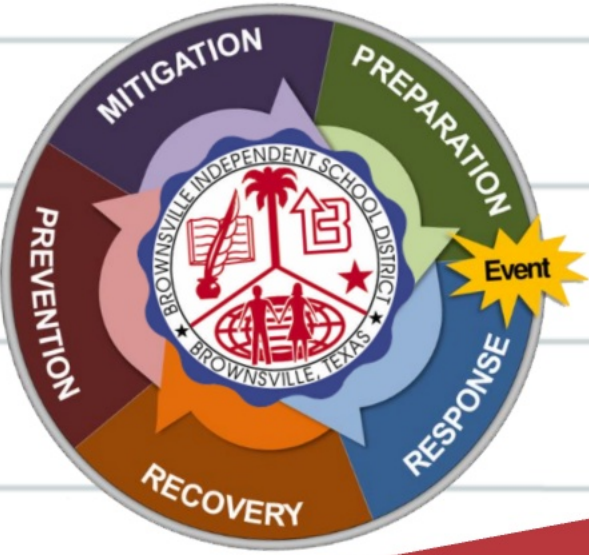 MITIGATION
PREPARATION
Event
RESPONSE
RECOVERY
PREVENTION
BROWNSVILLE INDEPENDENT SCHOOL DISTRICT
★ BROWNSVILLE, TEXAS ★
B